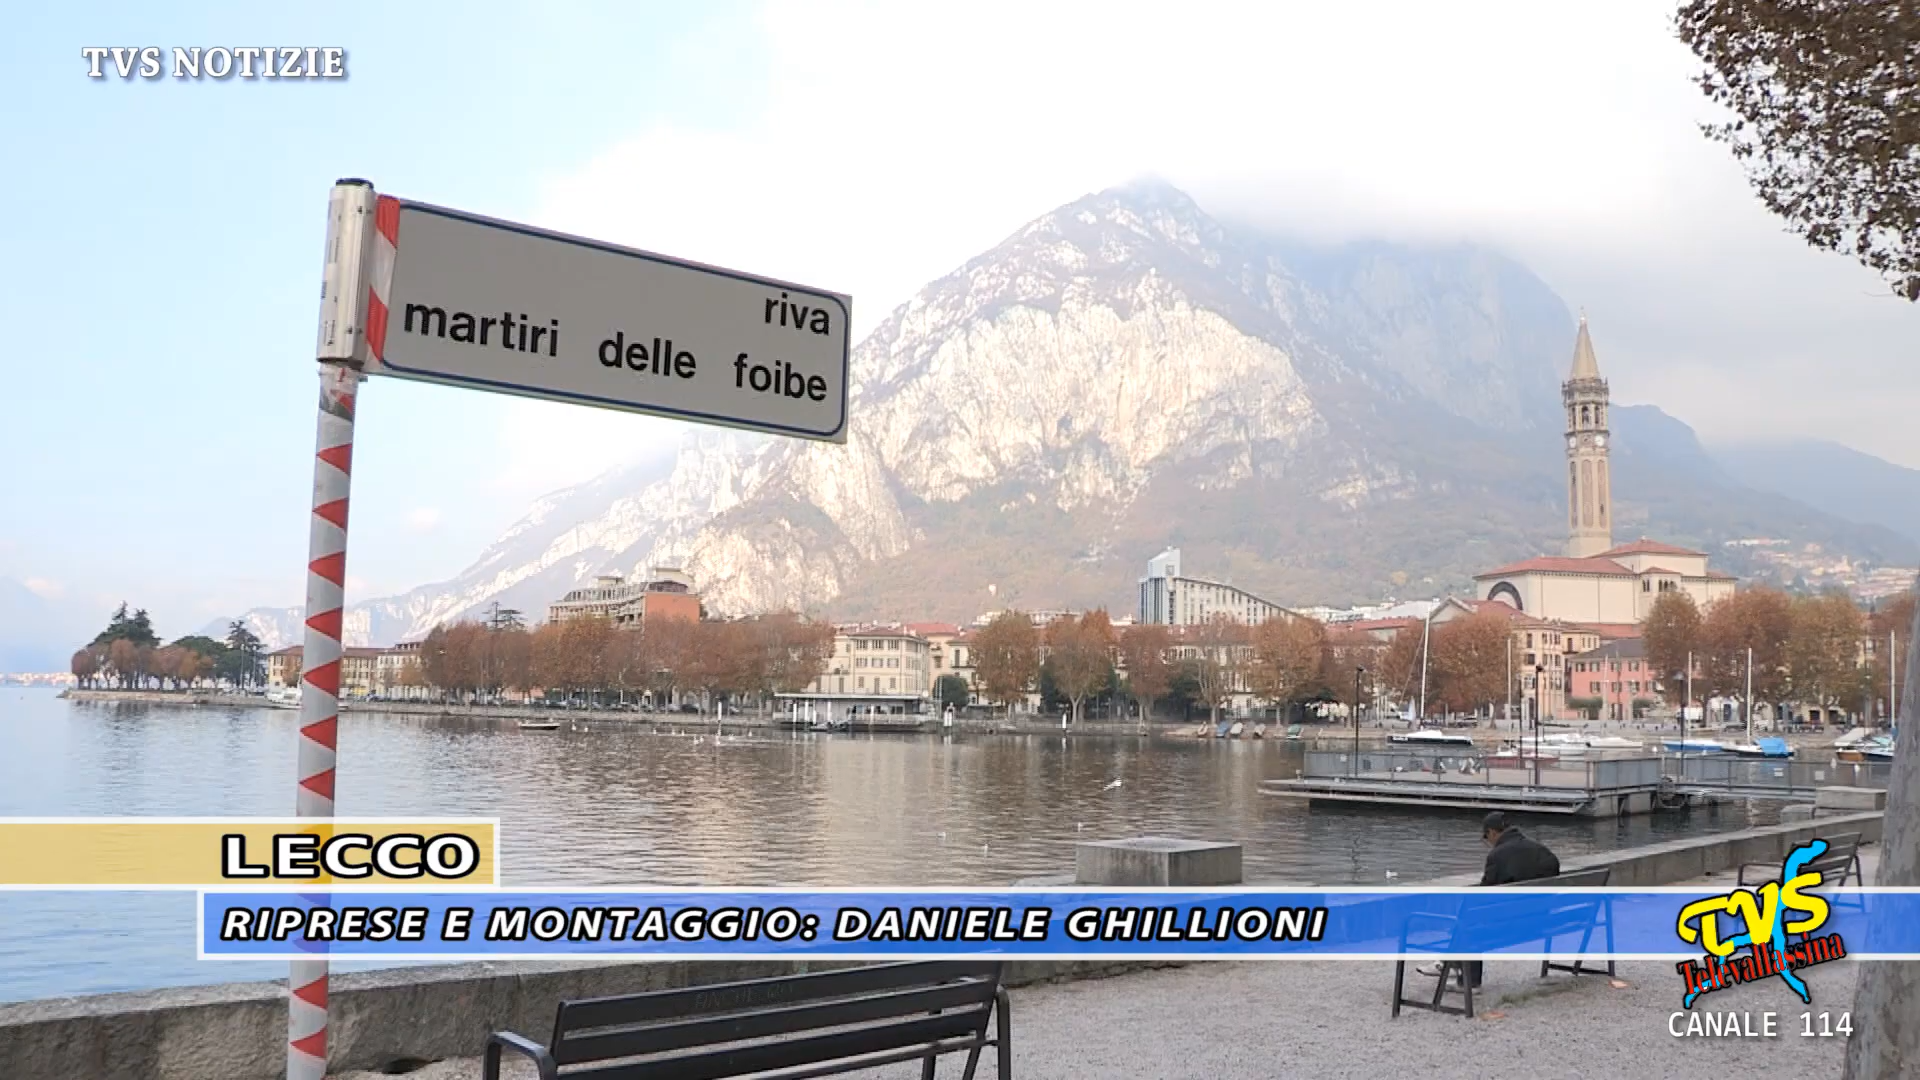 TVS NOTIZIE
riva
martiri delle foibe
LECCO
RIPRESE E MONTAGGIO: DANIELE GHILLIONI
TVS
Televallassina
CANALE 114